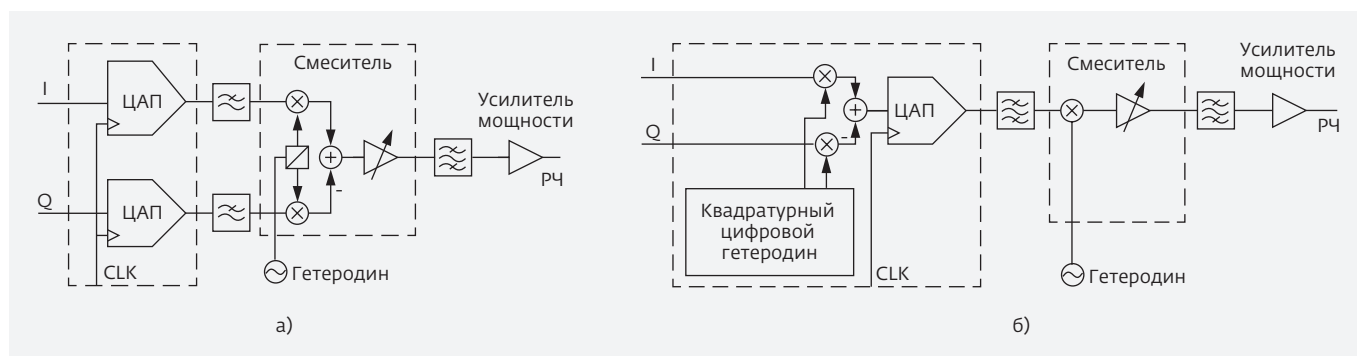 I
ЦАП
Смеситель
Усилитель
мощности
РЧ
+
-
Q
ЦАП
CLK
Гетеродин
а)
I
Q
+
-
ЦАП
Квадратурный
цифровой
гетеродин
CLK
Смеситель
Гетеродин
Усилитель
мощности
РЧ
б)